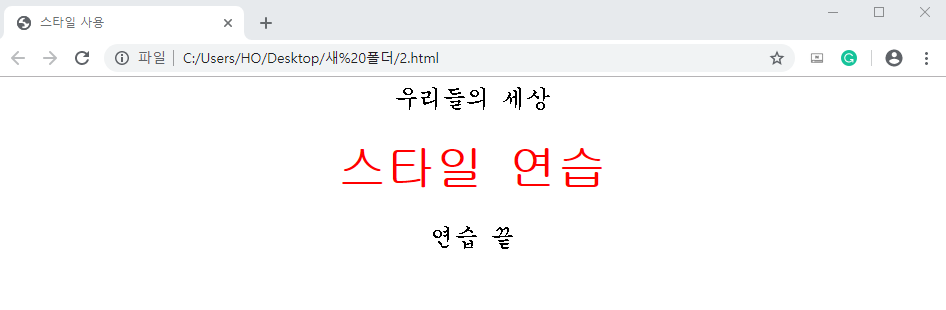 스타일 사용
파일 | C:/Users/HO/Desktop/새%20폴더/2.html
우리들의 세상
스타일 연습
연습 끝